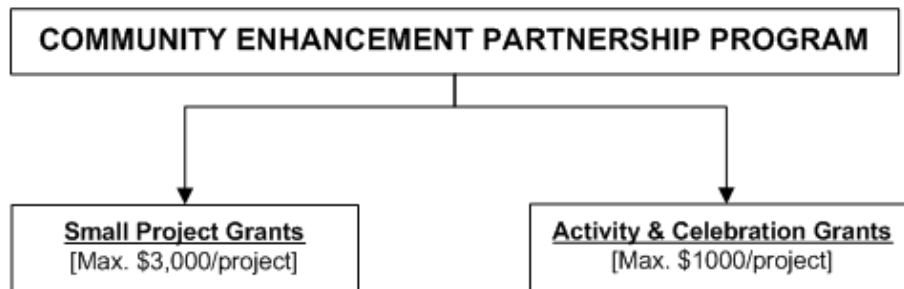 COMMUNITY ENHANCEMENT PARTNERSHIP PROGRAM
Small Project Grants
[Max. $3,000/project]
Activity & Celebration Grants
[Max. $1000/project]